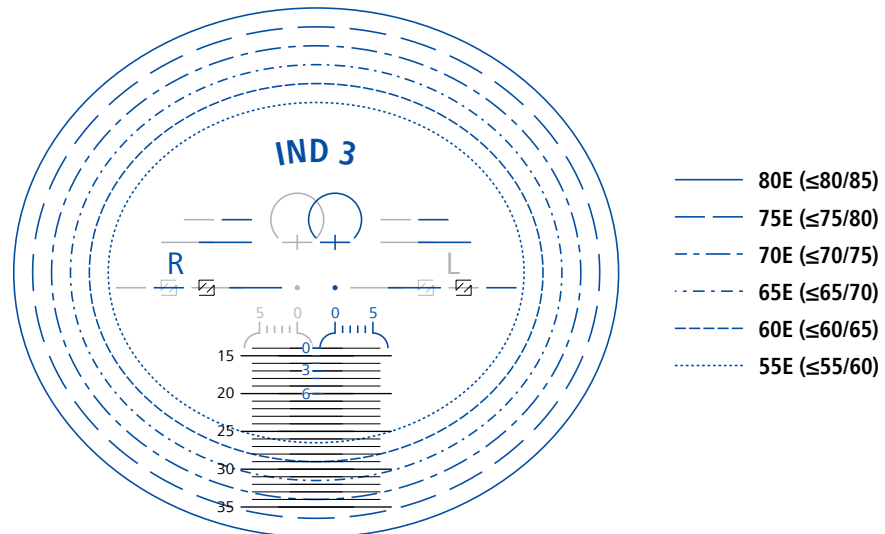 IND 3
80E (≤80/85)
75E (≤75/80)
70E (≤70/75)
65E (≤65/70)
60E (≤60/65)
55E (≤55/60)
R
L
5 0 0 5
0
15
3
20
6
25
30
35